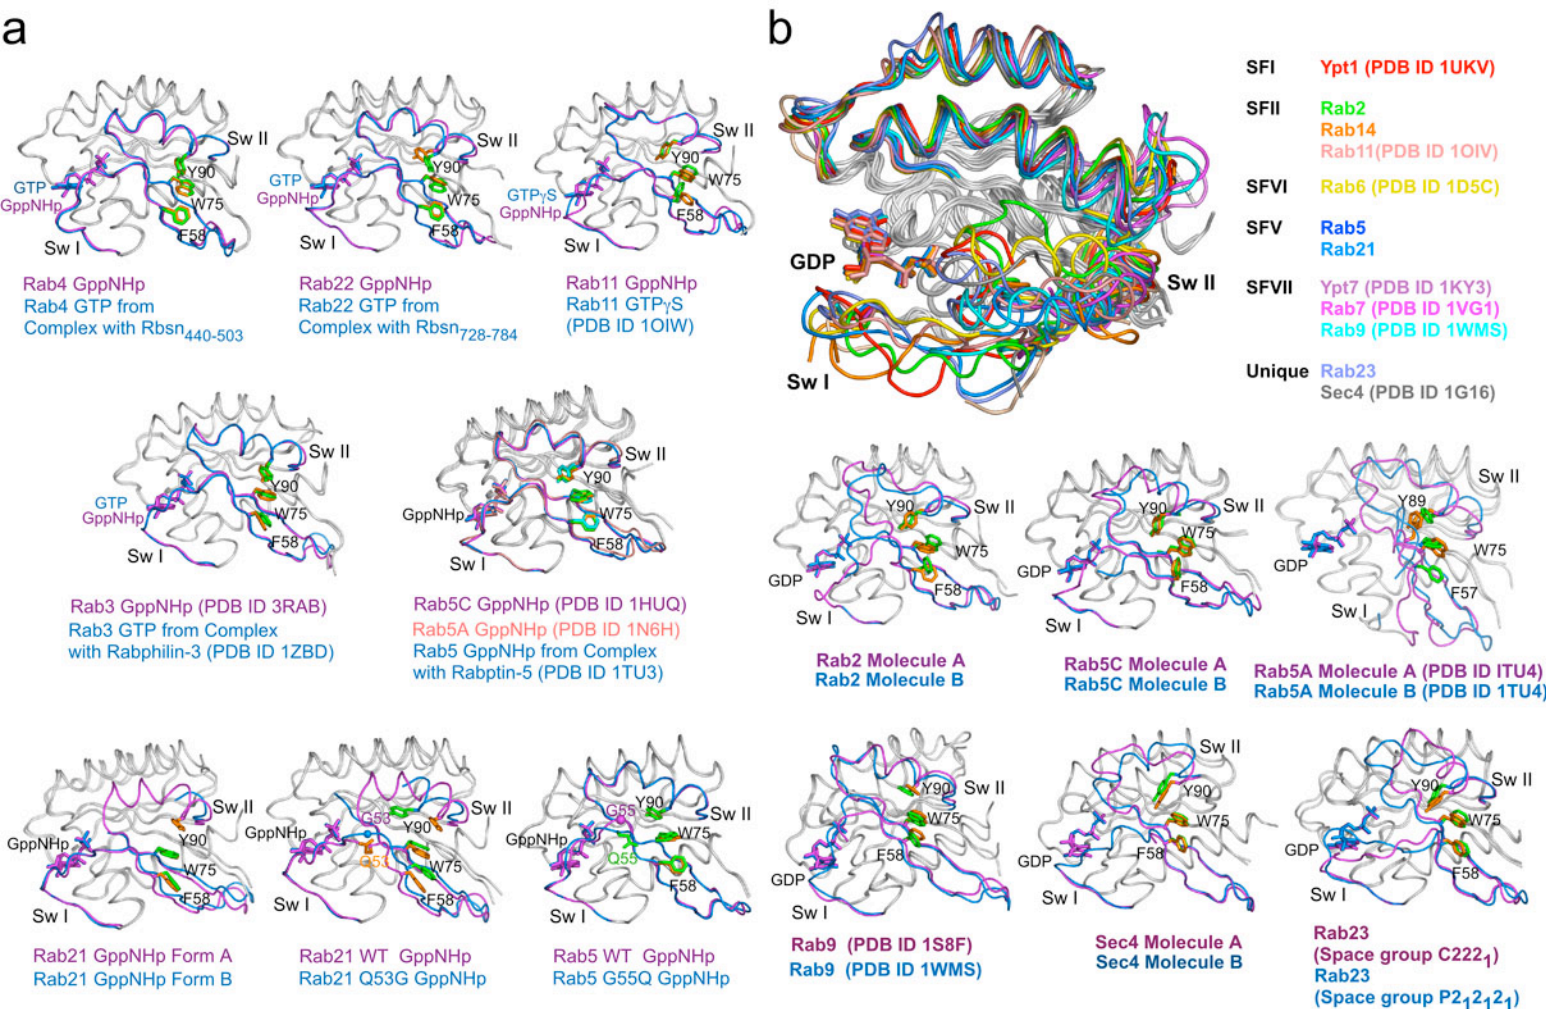 a
Sw II
Y90
W75
F58
GTP
GppNHp
Sw I
Rab4 GppNHp
Rab4 GTP from
Complex with Rbsn440-503
Sw II
Y90
W75
F58
GTP
GppNHp
Rab22 GppNHp
Rab22 GTP from
Complex with Rbsn728-784
Sw II
Y90
W75
F58
GTPγS
GppNHp
Rab11 GppNHp
Rab11 GTPγS
(PDB ID 1OIW)
Sw II
Y90
W75
F58
GTP
GppNHp
Sw I
Rab3 GppNHp (PDB ID 3RAB)
Rab3 GTP from Complex
with Rabphilin-3 (PDB ID 1ZBD)
Sw II
Y90
W75
F58
GppNHp
Sw I
Rab5C GppNHp (PDB ID 1HUQ)
Rab5A GppNHp (PDB ID 1N6H)
Rab5 GppNHp from Complex
with Rabptin-5 (PDB ID 1TU3)
Sw II
Y90
W75
F58
GppNHp
Sw I
Rab21 GppNHp Form A
Rab21 GppNHp Form B
Sw II
G53
Y90
W75
F58
GppNHp
Sw I
Rab21 WT GppNHp
Rab21 Q53G GppNHp
Sw II
Y90
G55
W75
Q55
F58
GppNHp
Sw I
Rab5 WT GppNHp
Rab5 G55Q GppNHp
b
GDP
Sw II
Sw I
SFI Ypt1 (PDB ID 1UKV)
SFII Rab2
Rab14
Rab11(PDB ID 1OIV)
SFVI Rab6 (PDB ID 1D5C)
SFV Rab5
Rab21
SFVII Ypt7 (PDB ID 1KY3)
Rab7 (PDB ID 1VG1)
Rab9 (PDB ID 1WMS)
Unique Rab23
Sec4 (PDB ID 1G16)
Y90
Sw II
W75
GDP
F58
Sw I
Rab2 Molecule A
Rab2 Molecule B
Y90
Sw II
W75
GDP
F58
Sw I
Rab5C Molecule A
Rab5C Molecule B
Sw II
Y89
W75
GDP
F57
Sw I
Rab5A Molecule A (PDB ID ITU4)
Rab5A Molecule B (PDB ID 1TU4)
Y90
Sw II
W75
F58
GDP
Sw I
Rab9 (PDB ID 1S8F)
Rab9 (PDB ID 1WMS)
Sw II
Y90
W75
F58
GDP
Sw I
Sec4 Molecule A
Sec4 Molecule B
Y90
Sw II
W75
GDP
F58
Sw I
Rab23
(Space group C2221)
Rab23
(Space group P212121)